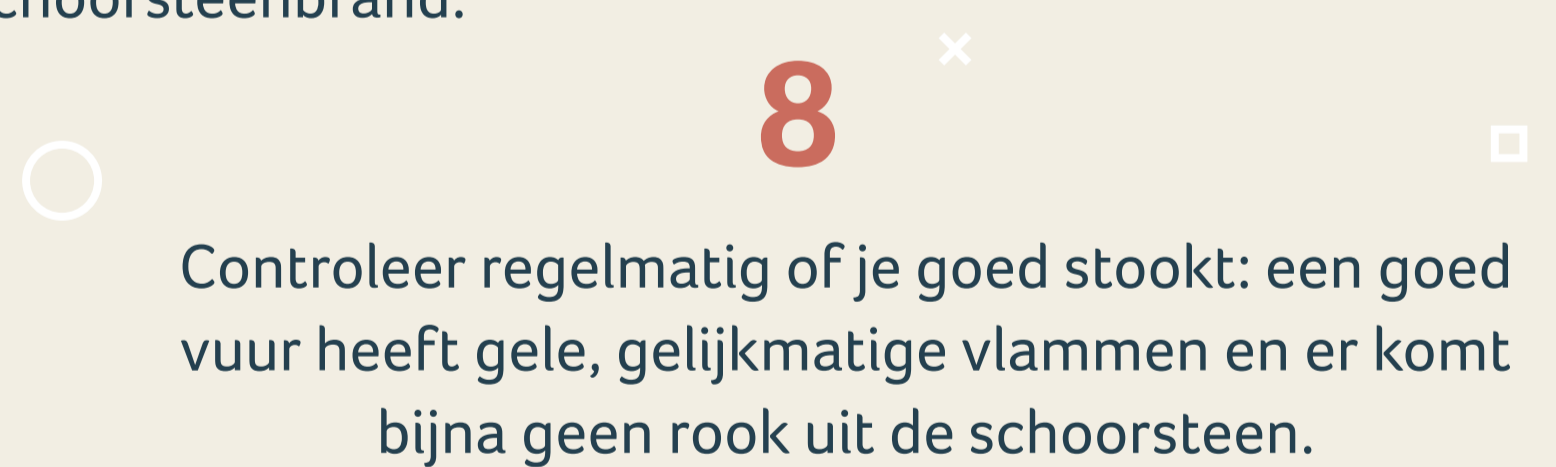 schoorsteenbrand.
8
Controleer regelmatig of je goed stookt: een goed
vuur heeft gele, gelijkmatige vlammen en er komt
bijna geen rook uit de schoorsteen.